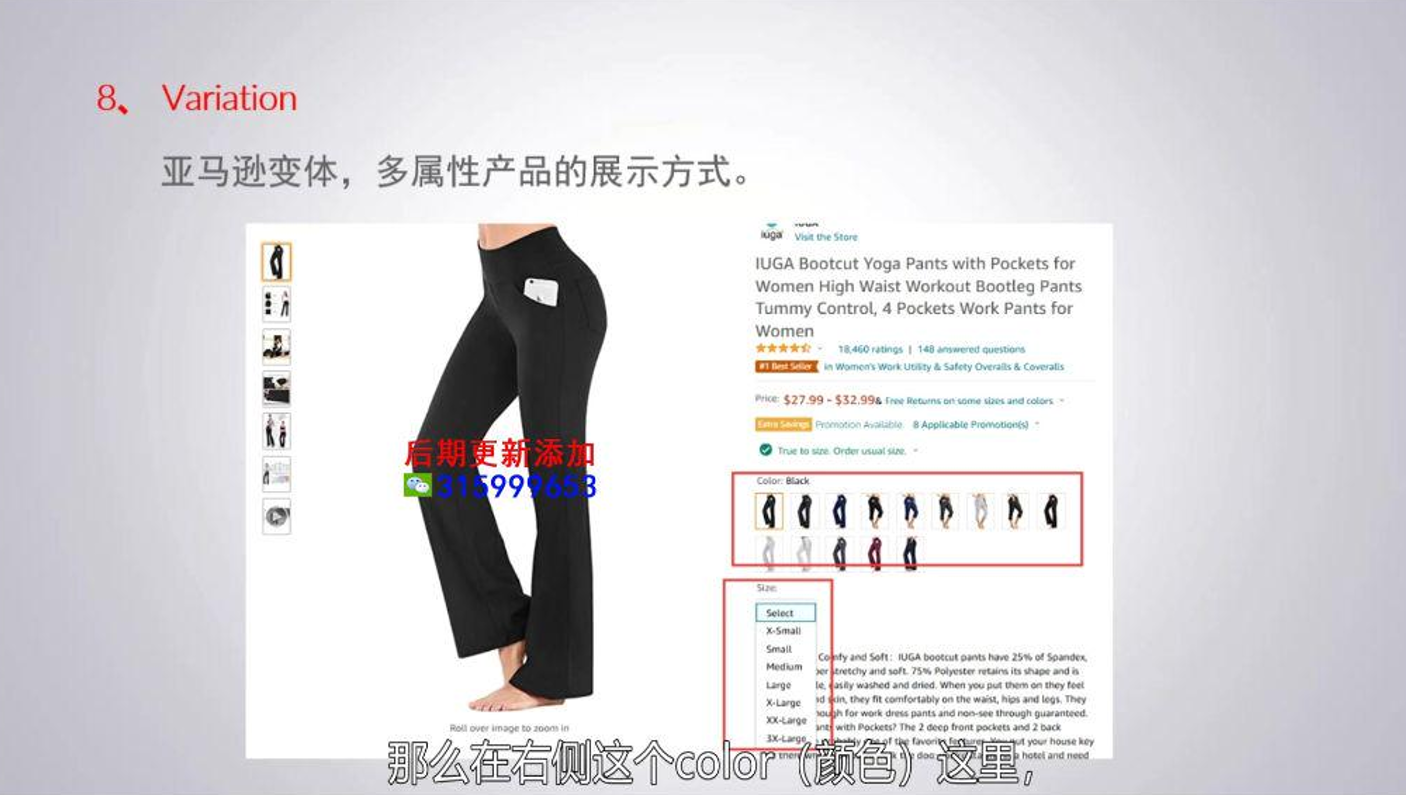 8、 Variation
亚马逊变体，多属性产品的展示方式。
iuga
Visit the Store
IUGA Bootcut Yoga Pants with Pockets for
Women High Waist Workout Bootleg Pants
Tummy Control, 4 Pockets Work Pants for
Women
18,460 ratings | 148 answered questions
#1 Best Seller in Women's Work Utility & Safety Overalls & Coveralls
Price: $27.99 - $32.99& Free Returns on some sizes and colors
Extra Savings Promotion Available. 8 Applicable Promotion(s)
True to size. Order usual size.
后期更新添加
315999653
Color: Black
Size:
Select
X-Small
Small
Medium
Large
X-Large
XX-Large
3X-Large
Comfy and Soft: IUGA bootcut pants have 25% of Spandex,
stretchy and soft. 75% Polyester retains its shape and is
easily washed and dried. When you put them on they feel
skin, they fit comfortably on the waist, hips and legs. They
for work dress pants and non-see through guaranteed.
with Pockets? The 2 deep front pockets and 2 back
of the favorite your house key
hotel and need
Roll over image to zoom in
那么在右侧这个color（颜色）这里，